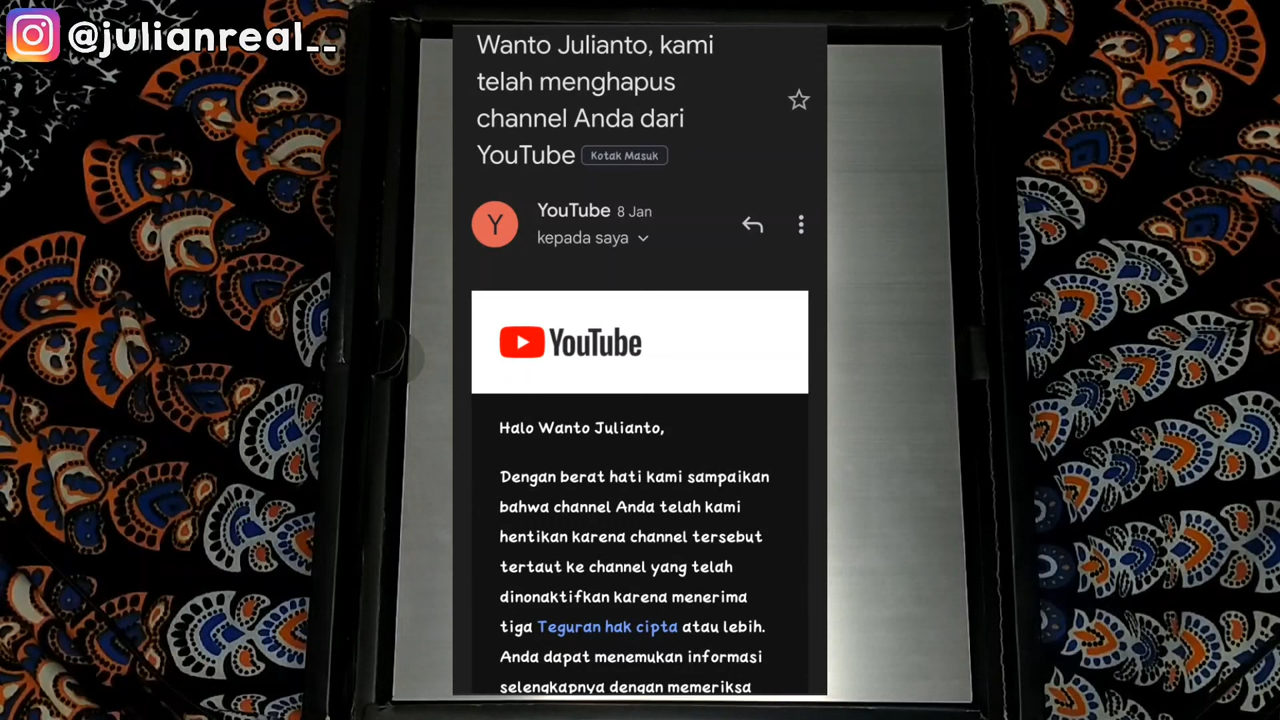 @julianreal__
Wanto Julianto, kami
telah menghapus
channel Anda dari
YouTube Kotak Masuk
Y
YouTube 8 Jan
kepada saya
YouTube
Halo Wanto Julianto,
Dengan berat hati kami sampaikan
bahwa channel Anda telah kami
hentikan karena channel tersebut
tertaut ke channel yang telah
dinonaktifkan karena menerima
tiga Teguran hak cipta atau lebih.
Anda dapat menemukan informasi
selengkapnya dengan memeriksa